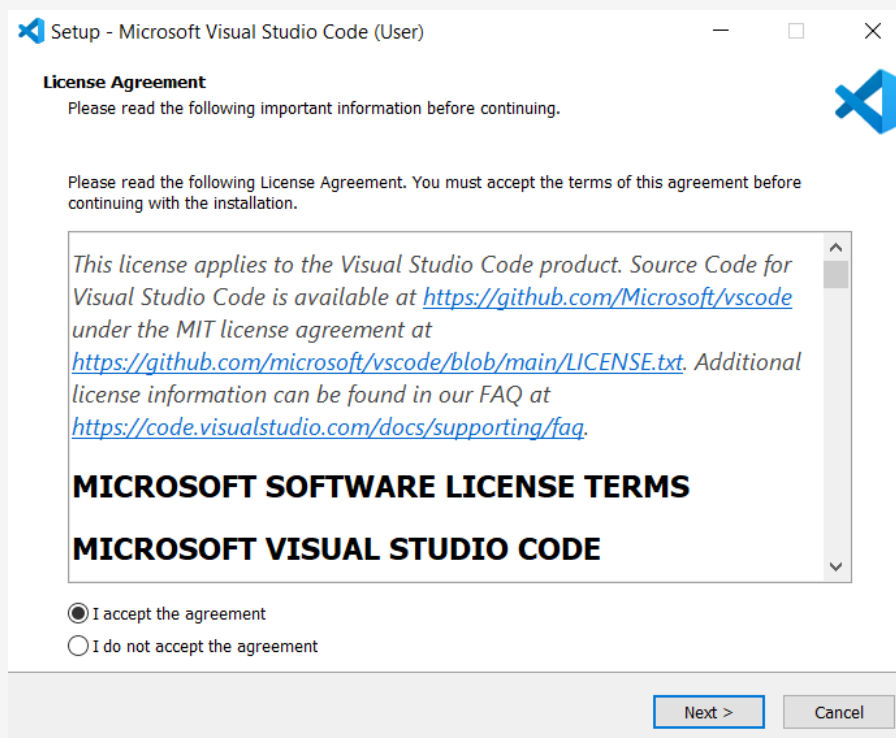 Setup - Microsoft Visual Studio Code (User)
License Agreement
Please read the following important information before continuing.
Please read the following License Agreement. You must accept the terms of this agreement before
continuing with the installation.
This license applies to the Visual Studio Code product. Source Code for
Visual Studio Code is available at https://github.com/Microsoft/vscode
under the MIT license agreement at
https://github.com/microsoft/vscode/blob/main/LICENSE.txt. Additional
license information can be found in our FAQ at
https://code.visualstudio.com/docs/supporting/faq.
MICROSOFT SOFTWARE LICENSE TERMS
MICROSOFT VISUAL STUDIO CODE
I accept the agreement
I do not accept the agreement
Next >
Cancel